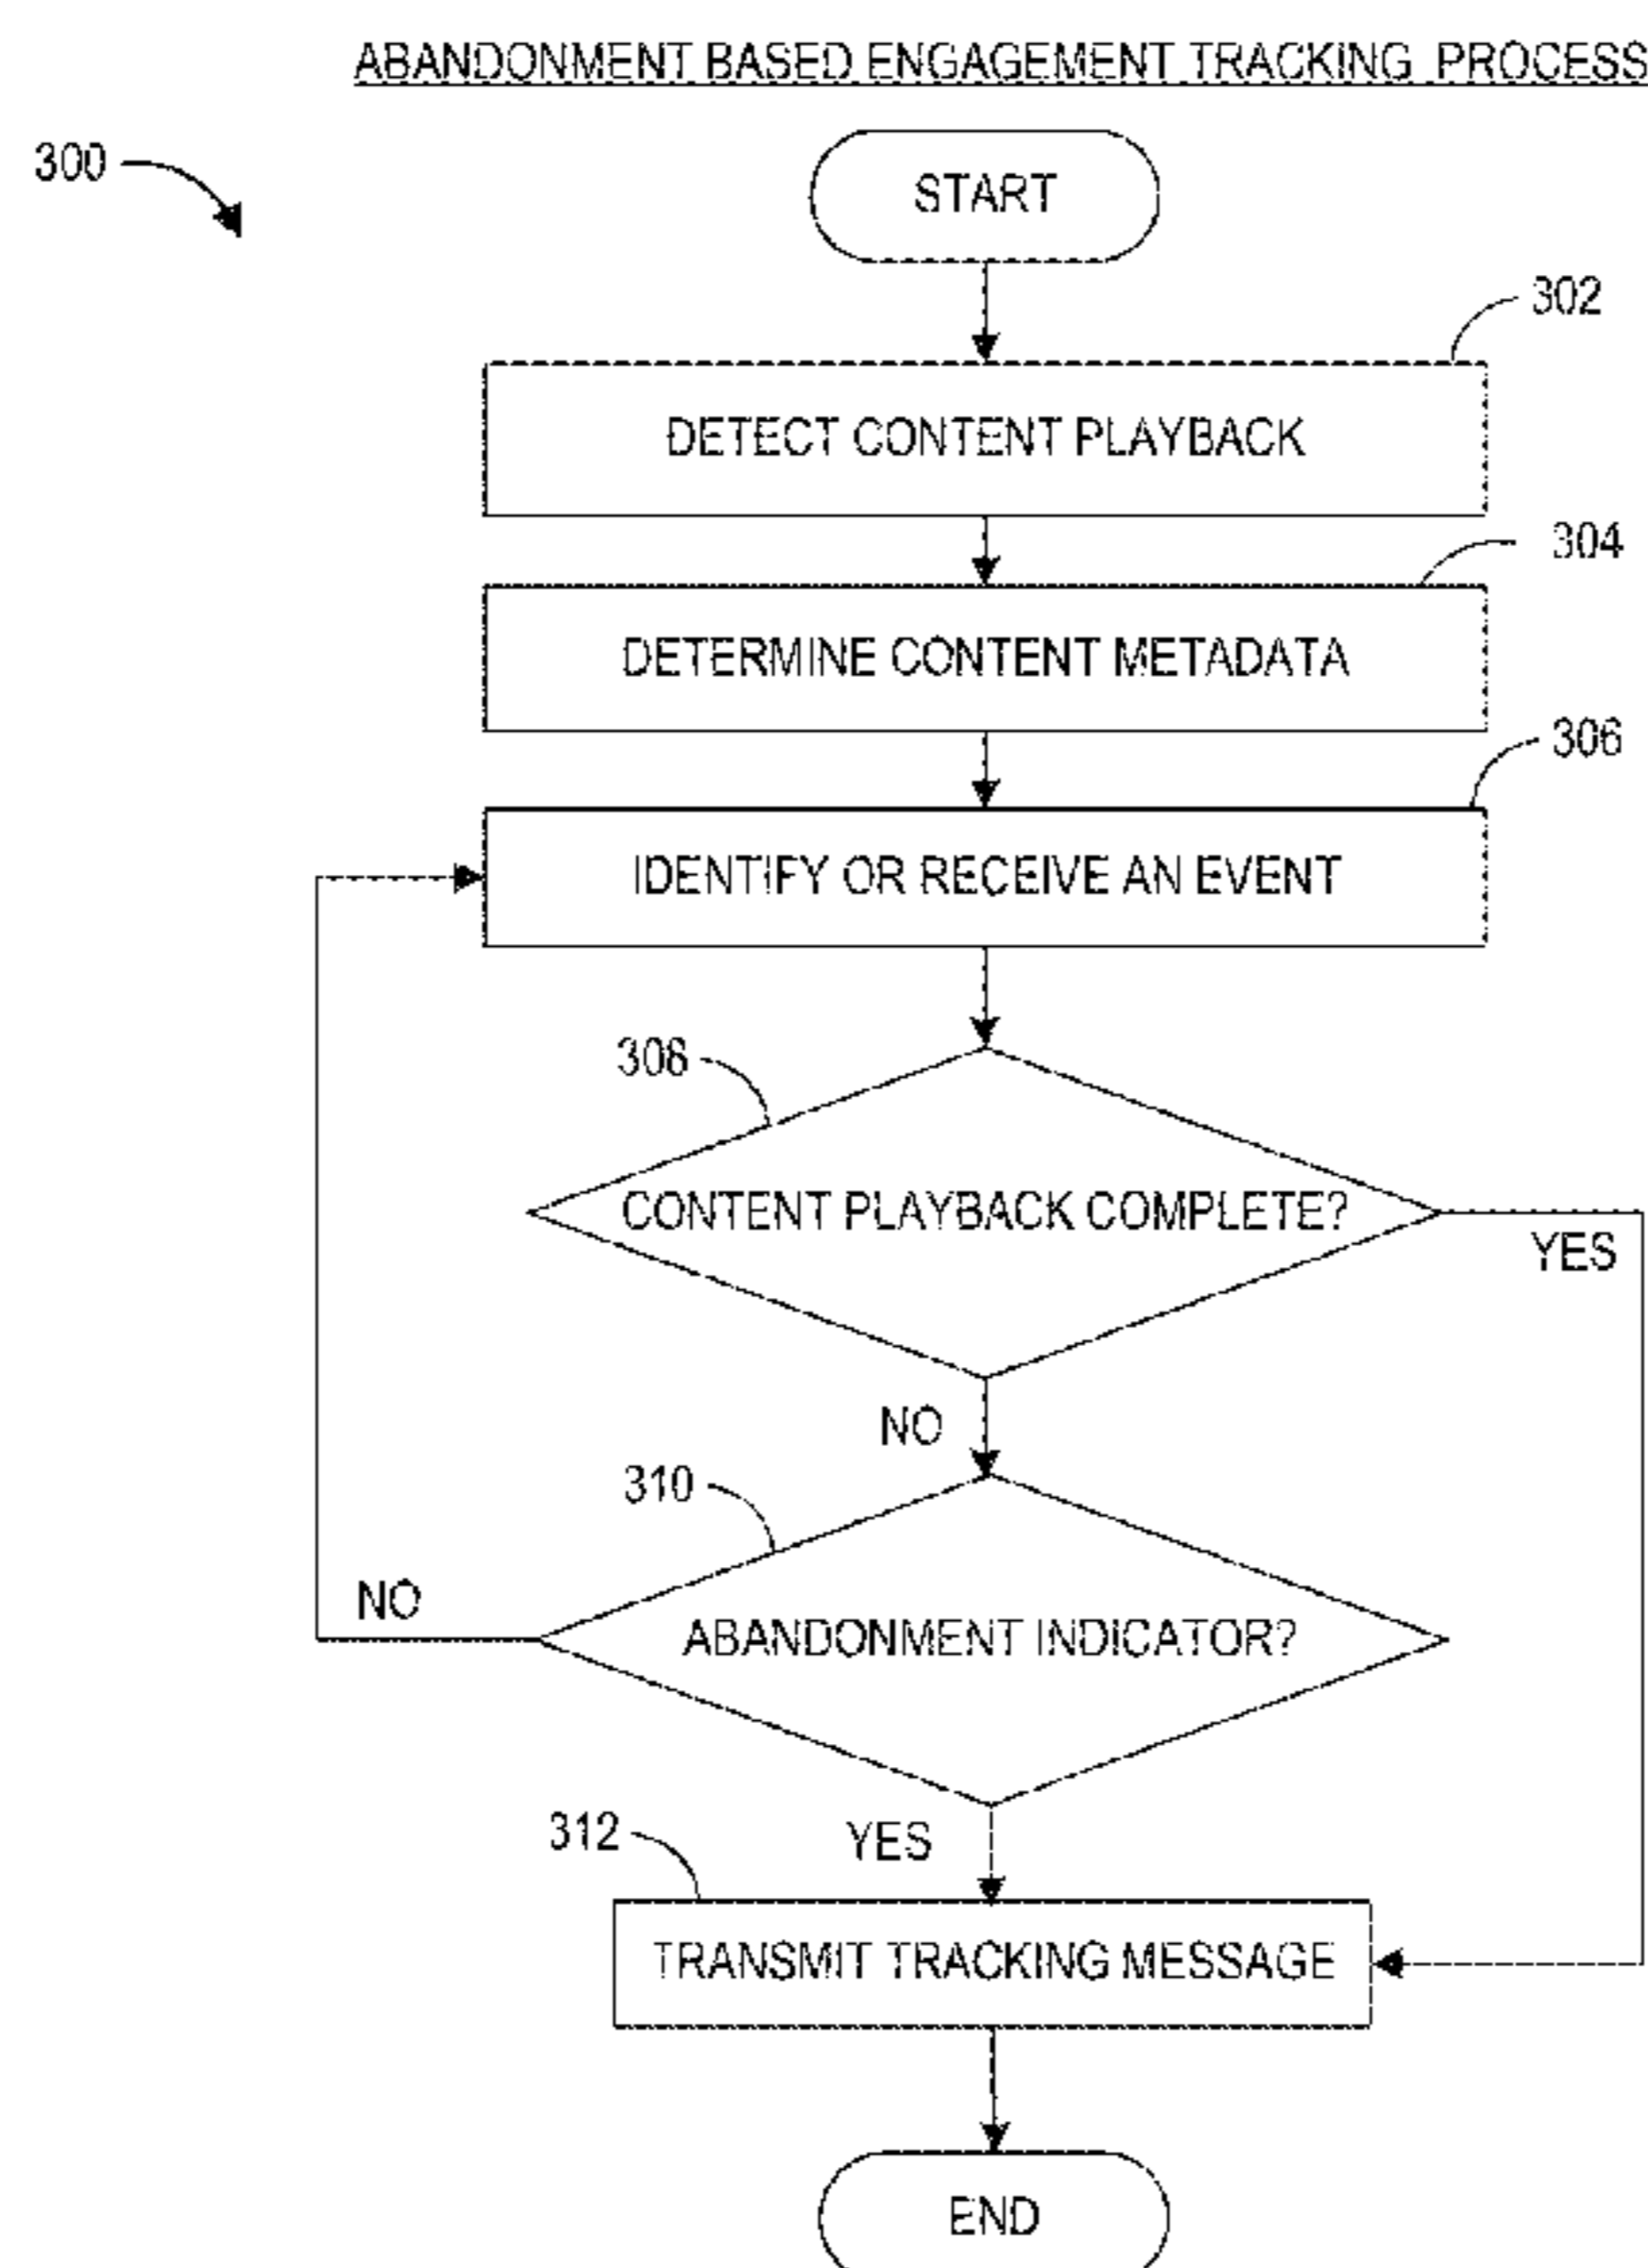 ABANDONMENT BASED ENGAGEMENT TRACKING PROCESS
300
START
302
DETECT CONTENT PLAYBACK
304
DETERMINE CONTENT METADATA
306
IDENTIFY OR RECEIVE AN EVENT
308
CONTENT PLAYBACK COMPLETE?
YES
NO
310
NO
ABANDONMENT INDICATOR?
312
YES
TRANSMIT TRACKING MESSAGE
END